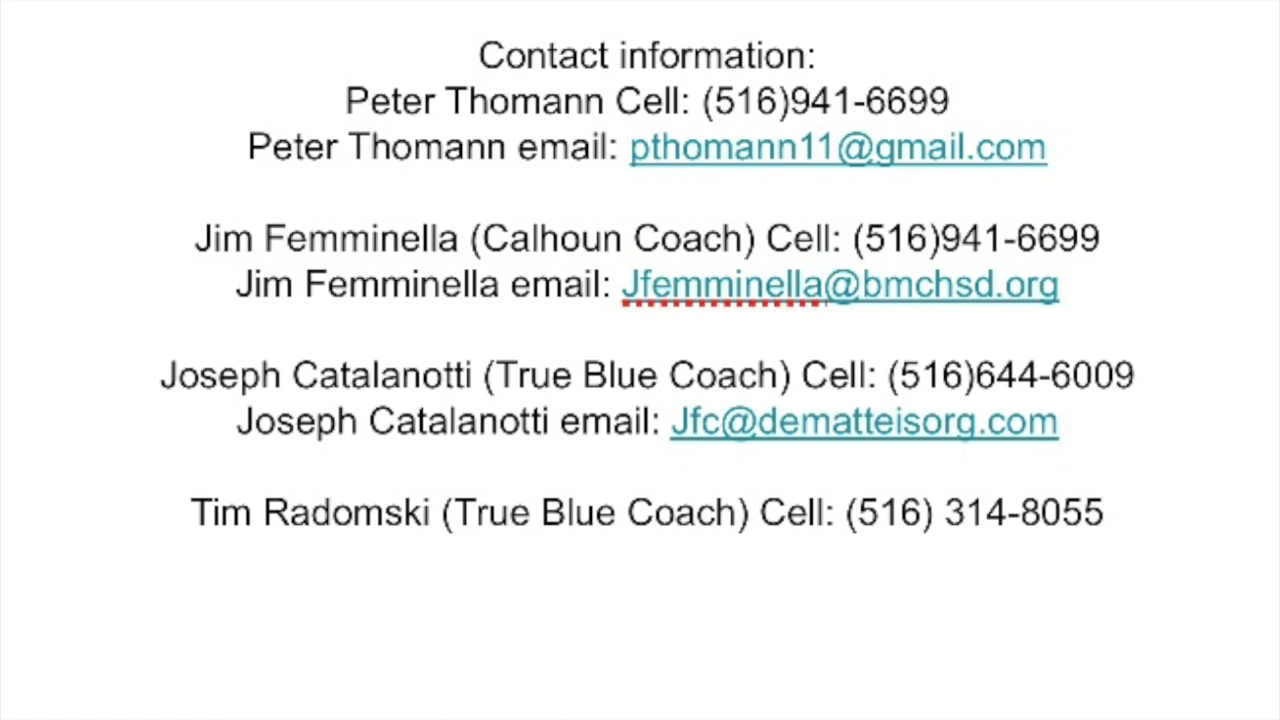 Contact information:
Peter Thomann Cell: (516)941-6699
Peter Thomann email: pthomann11@gmail.com
Jim Femminella (Calhoun Coach) Cell: (516)941-6699
Jim Femminella email: Jfemminella@bmchsd.org
Joseph Catalanotti (True Blue Coach) Cell: (516)644-6009
Joseph Catalanotti email: Jfc@dematteisorg.com
Tim Radomski (True Blue Coach) Cell: (516) 314-8055